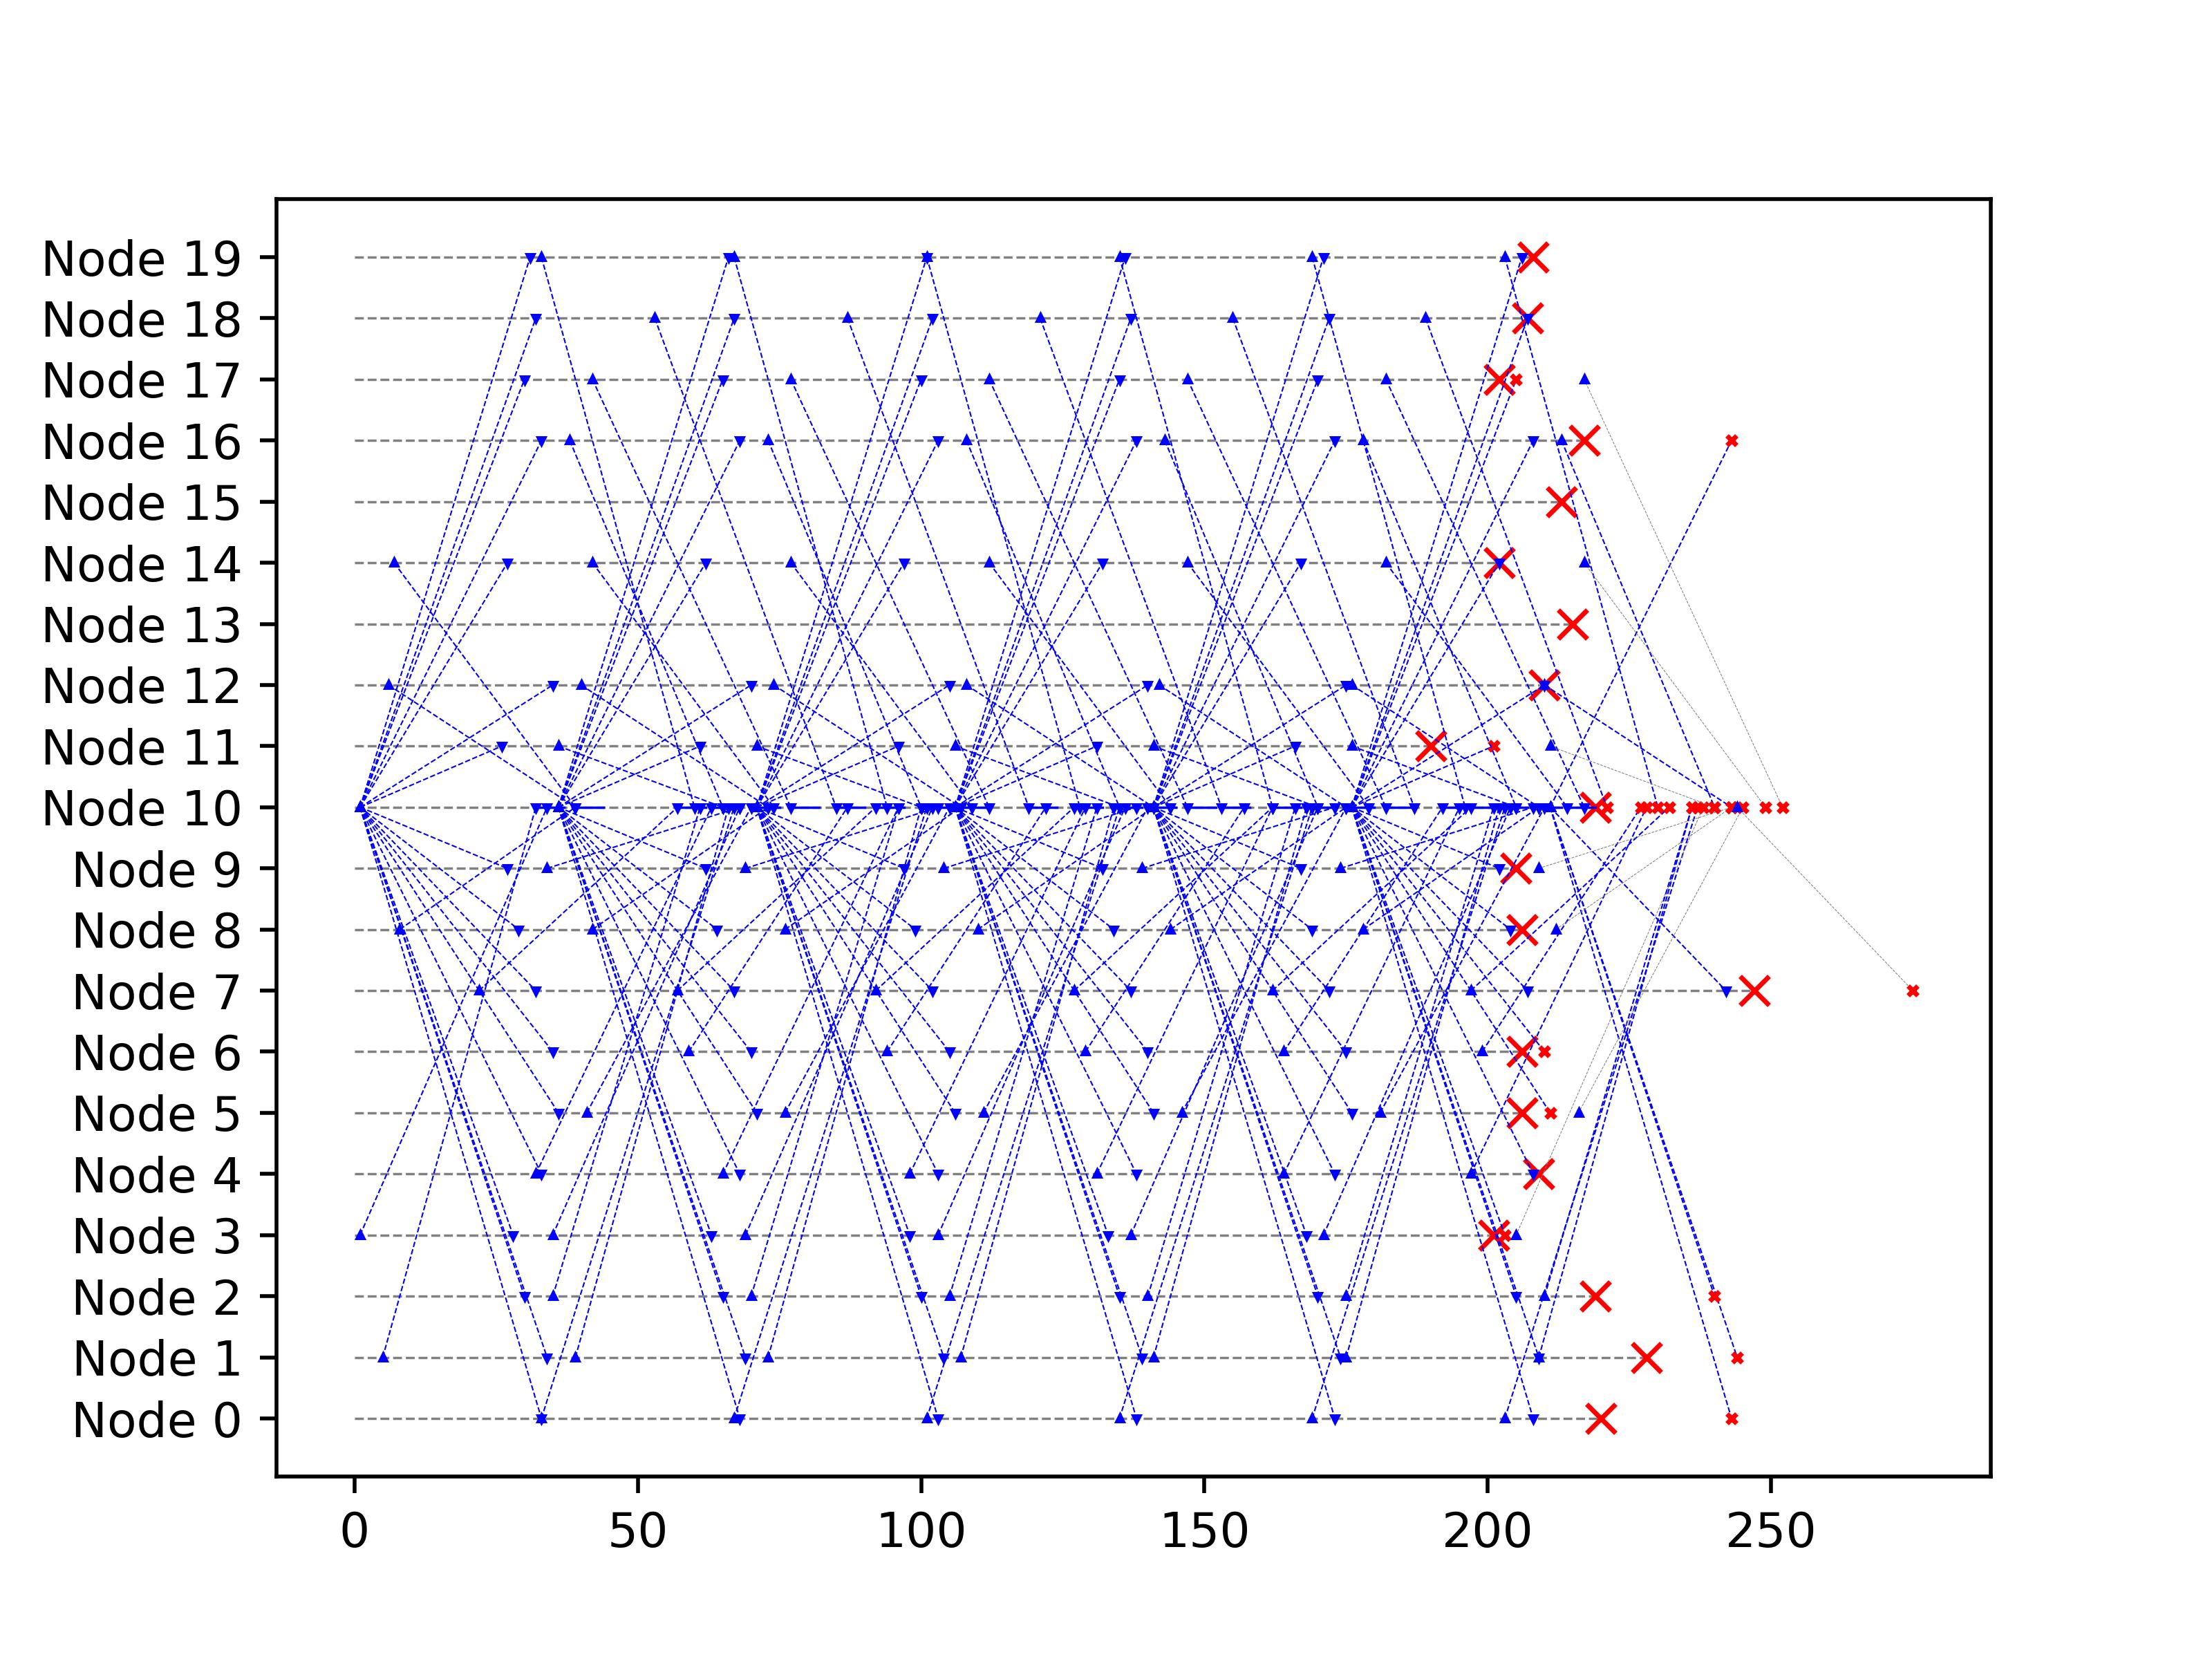 Node 19
Node 18
Node 17
Node 16
Node 15
Node 14
Node 13
Node 12
Node 11
Node 10
Node 9
Node 8
Node 7
Node 6
Node 5
Node 4
Node 3
Node 2
Node 1
Node 0
0 50 100 150 200 250